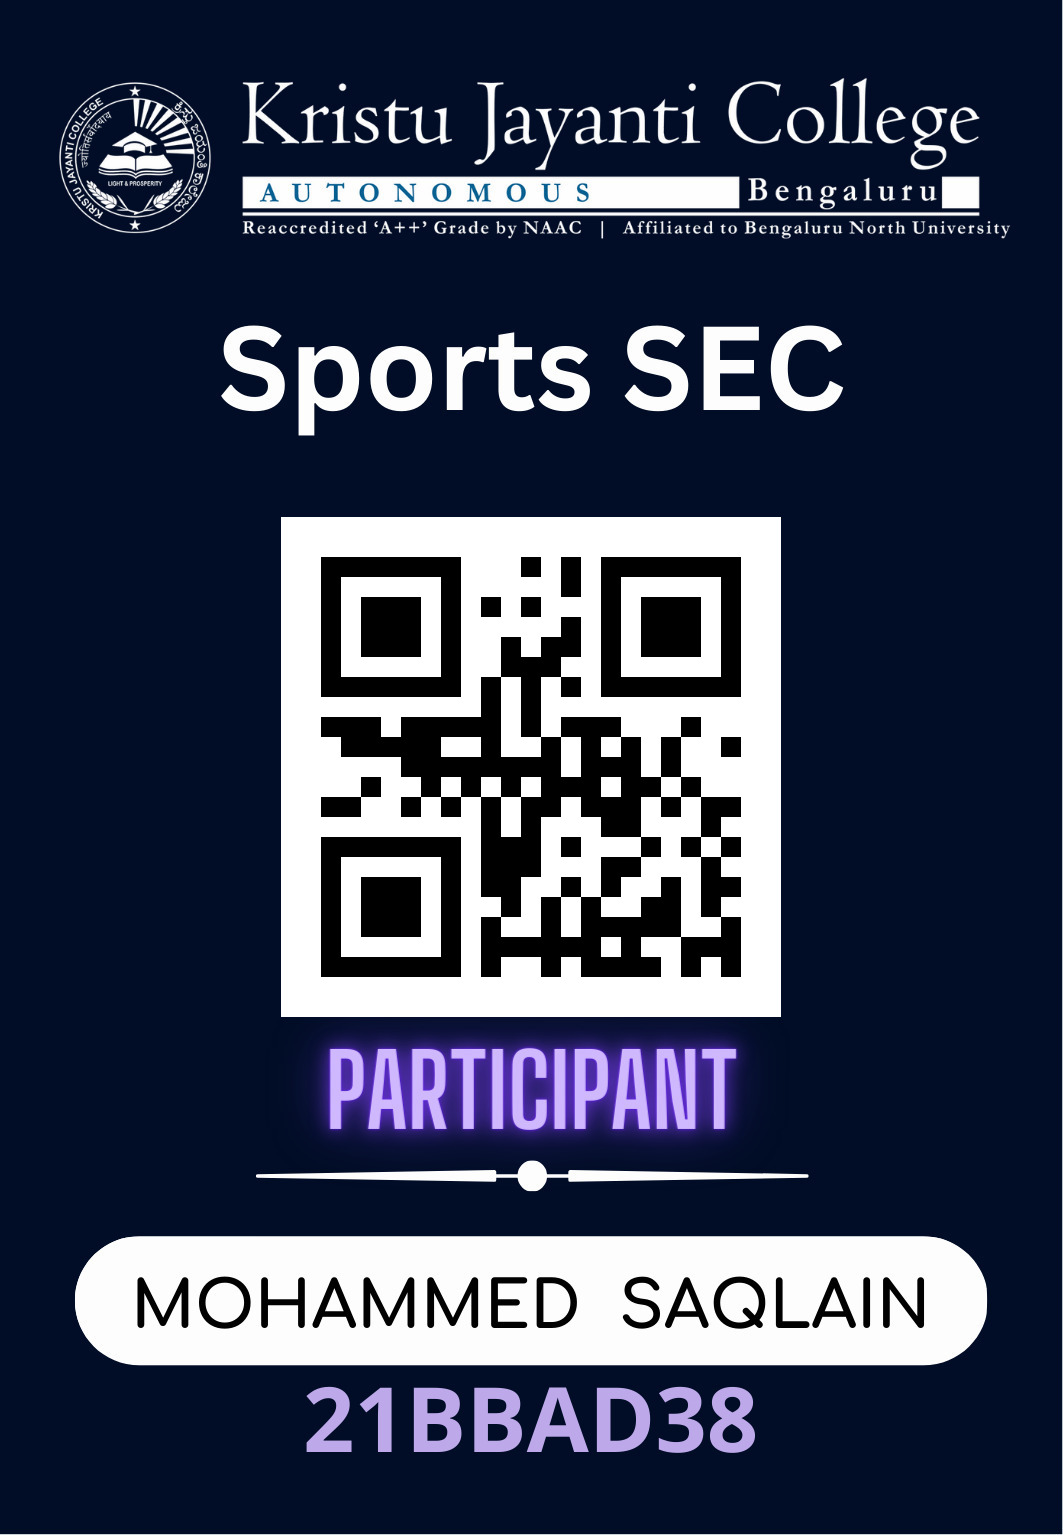 KRISTU JAYANTI COLLEGE
ज्योतिसंवादयाय
LIGHT & PROSPERITY
Kristu Jayanti College
AUTONOMOUS Bengaluru
Reaccredited ‘A++’ Grade by NAAC | Affiliated to Bengaluru North University
Sports SEC
PARTICIPANT
MOHAMMED SAQLAIN
21BBAD38